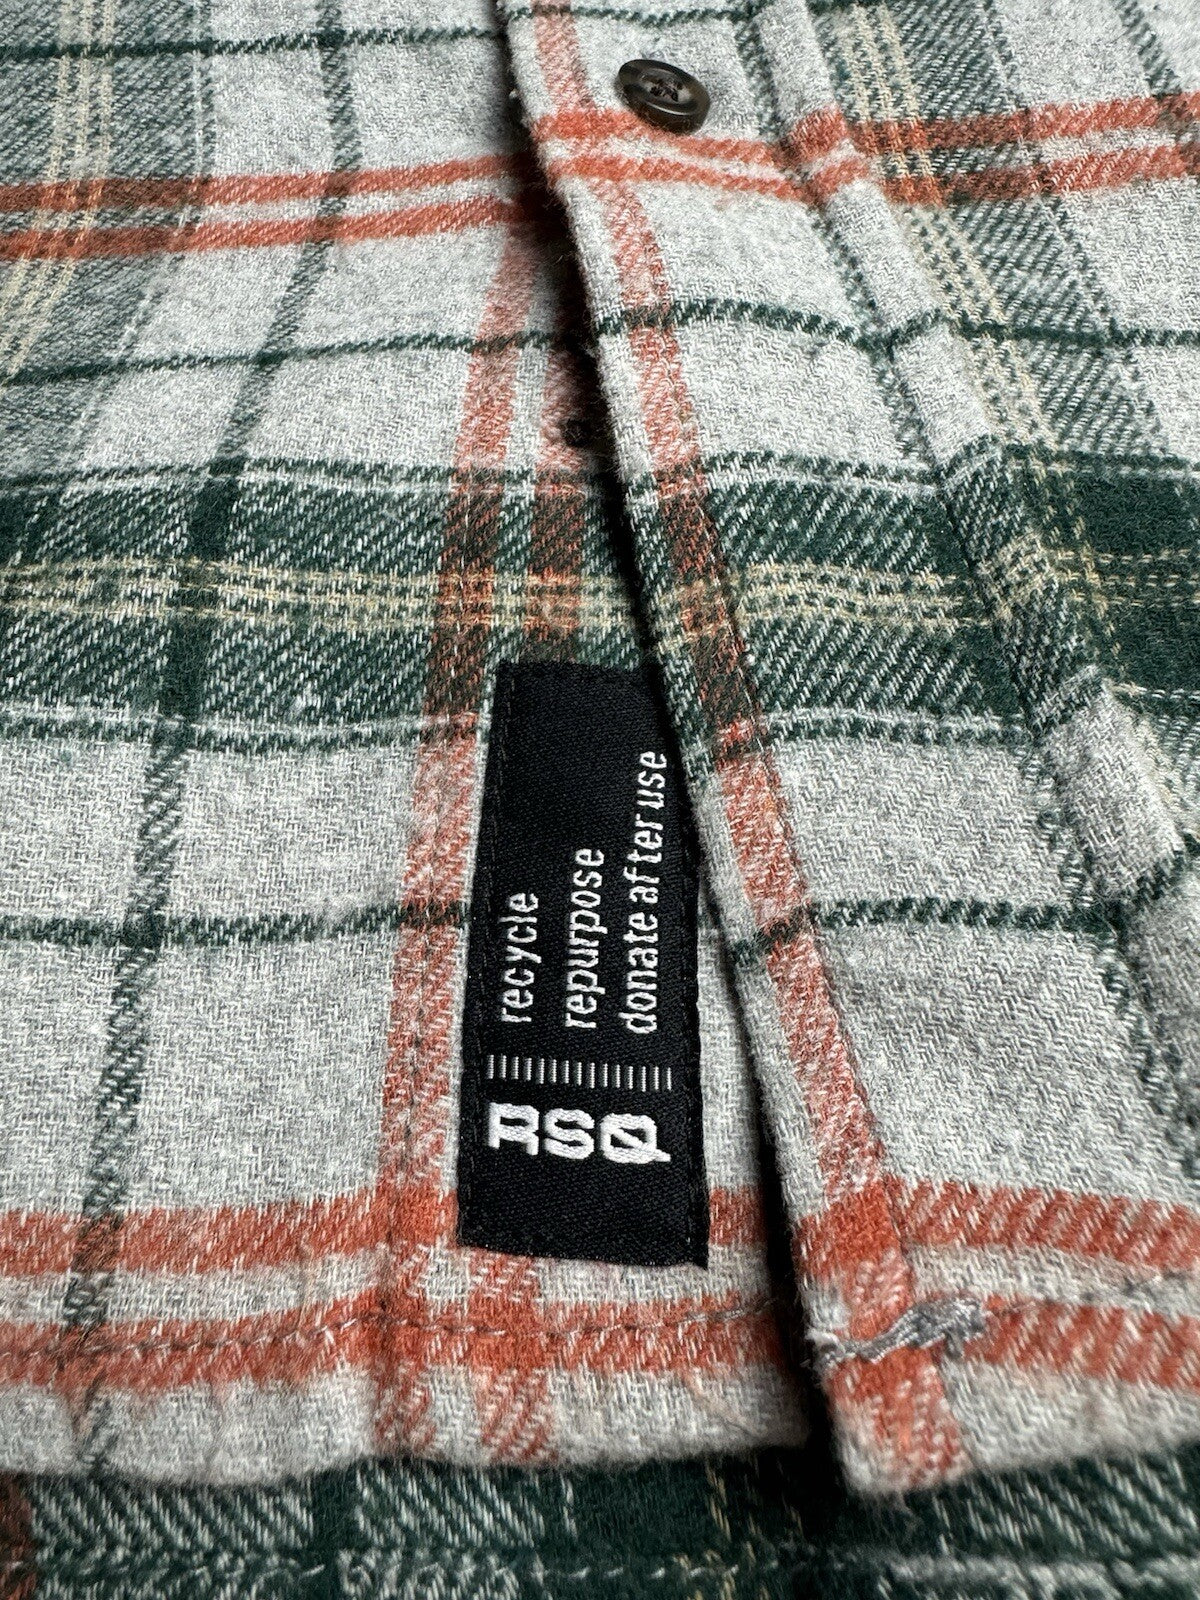 recycle
repurpose
donate after use
RSQ